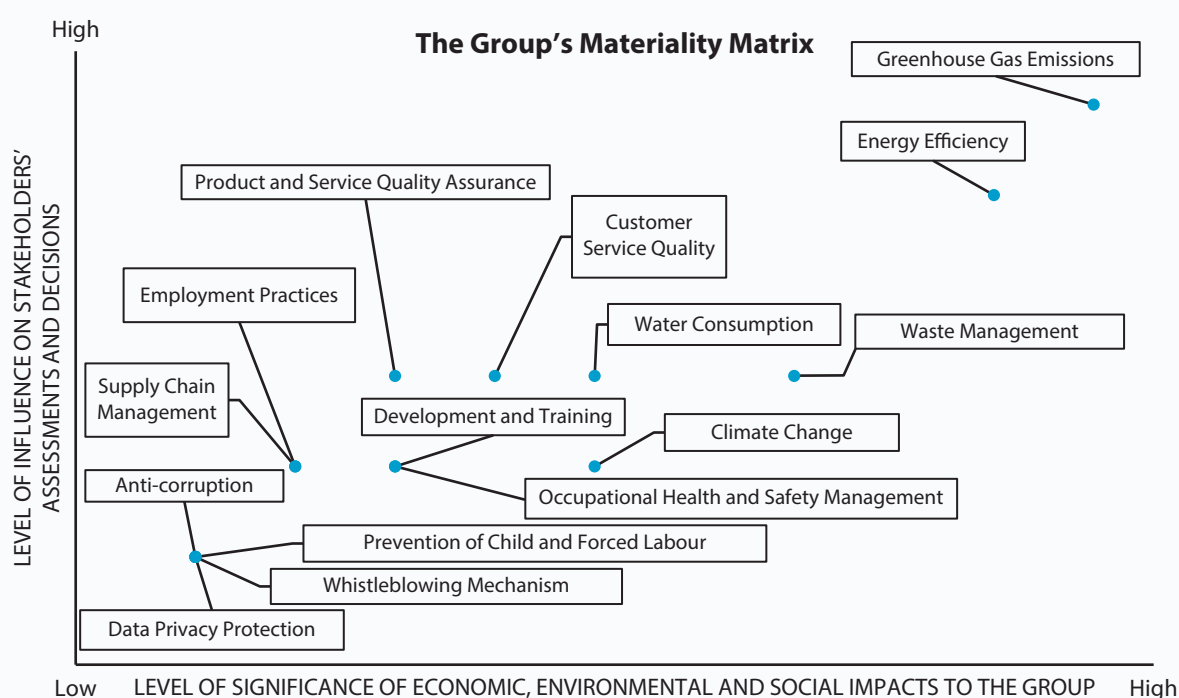 High
The Group’s Materiality Matrix
Greenhouse Gas Emissions
Energy Efficiency
Product and Service Quality Assurance
Customer
Service Quality
Employment Practices
Water Consumption
Waste Management
Supply Chain
Management
Development and Training
Climate Change
Anti-corruption
Occupational Health and Safety Management
Prevention of Child and Forced Labour
Whistleblowing Mechanism
Data Privacy Protection
LEVEL OF INFLUENCE ON STAKEHOLDERS’
ASSESSMENTS AND DECISIONS
Low LEVEL OF SIGNIFICANCE OF ECONOMIC, ENVIRONMENTAL AND SOCIAL IMPACTS TO THE GROUP High